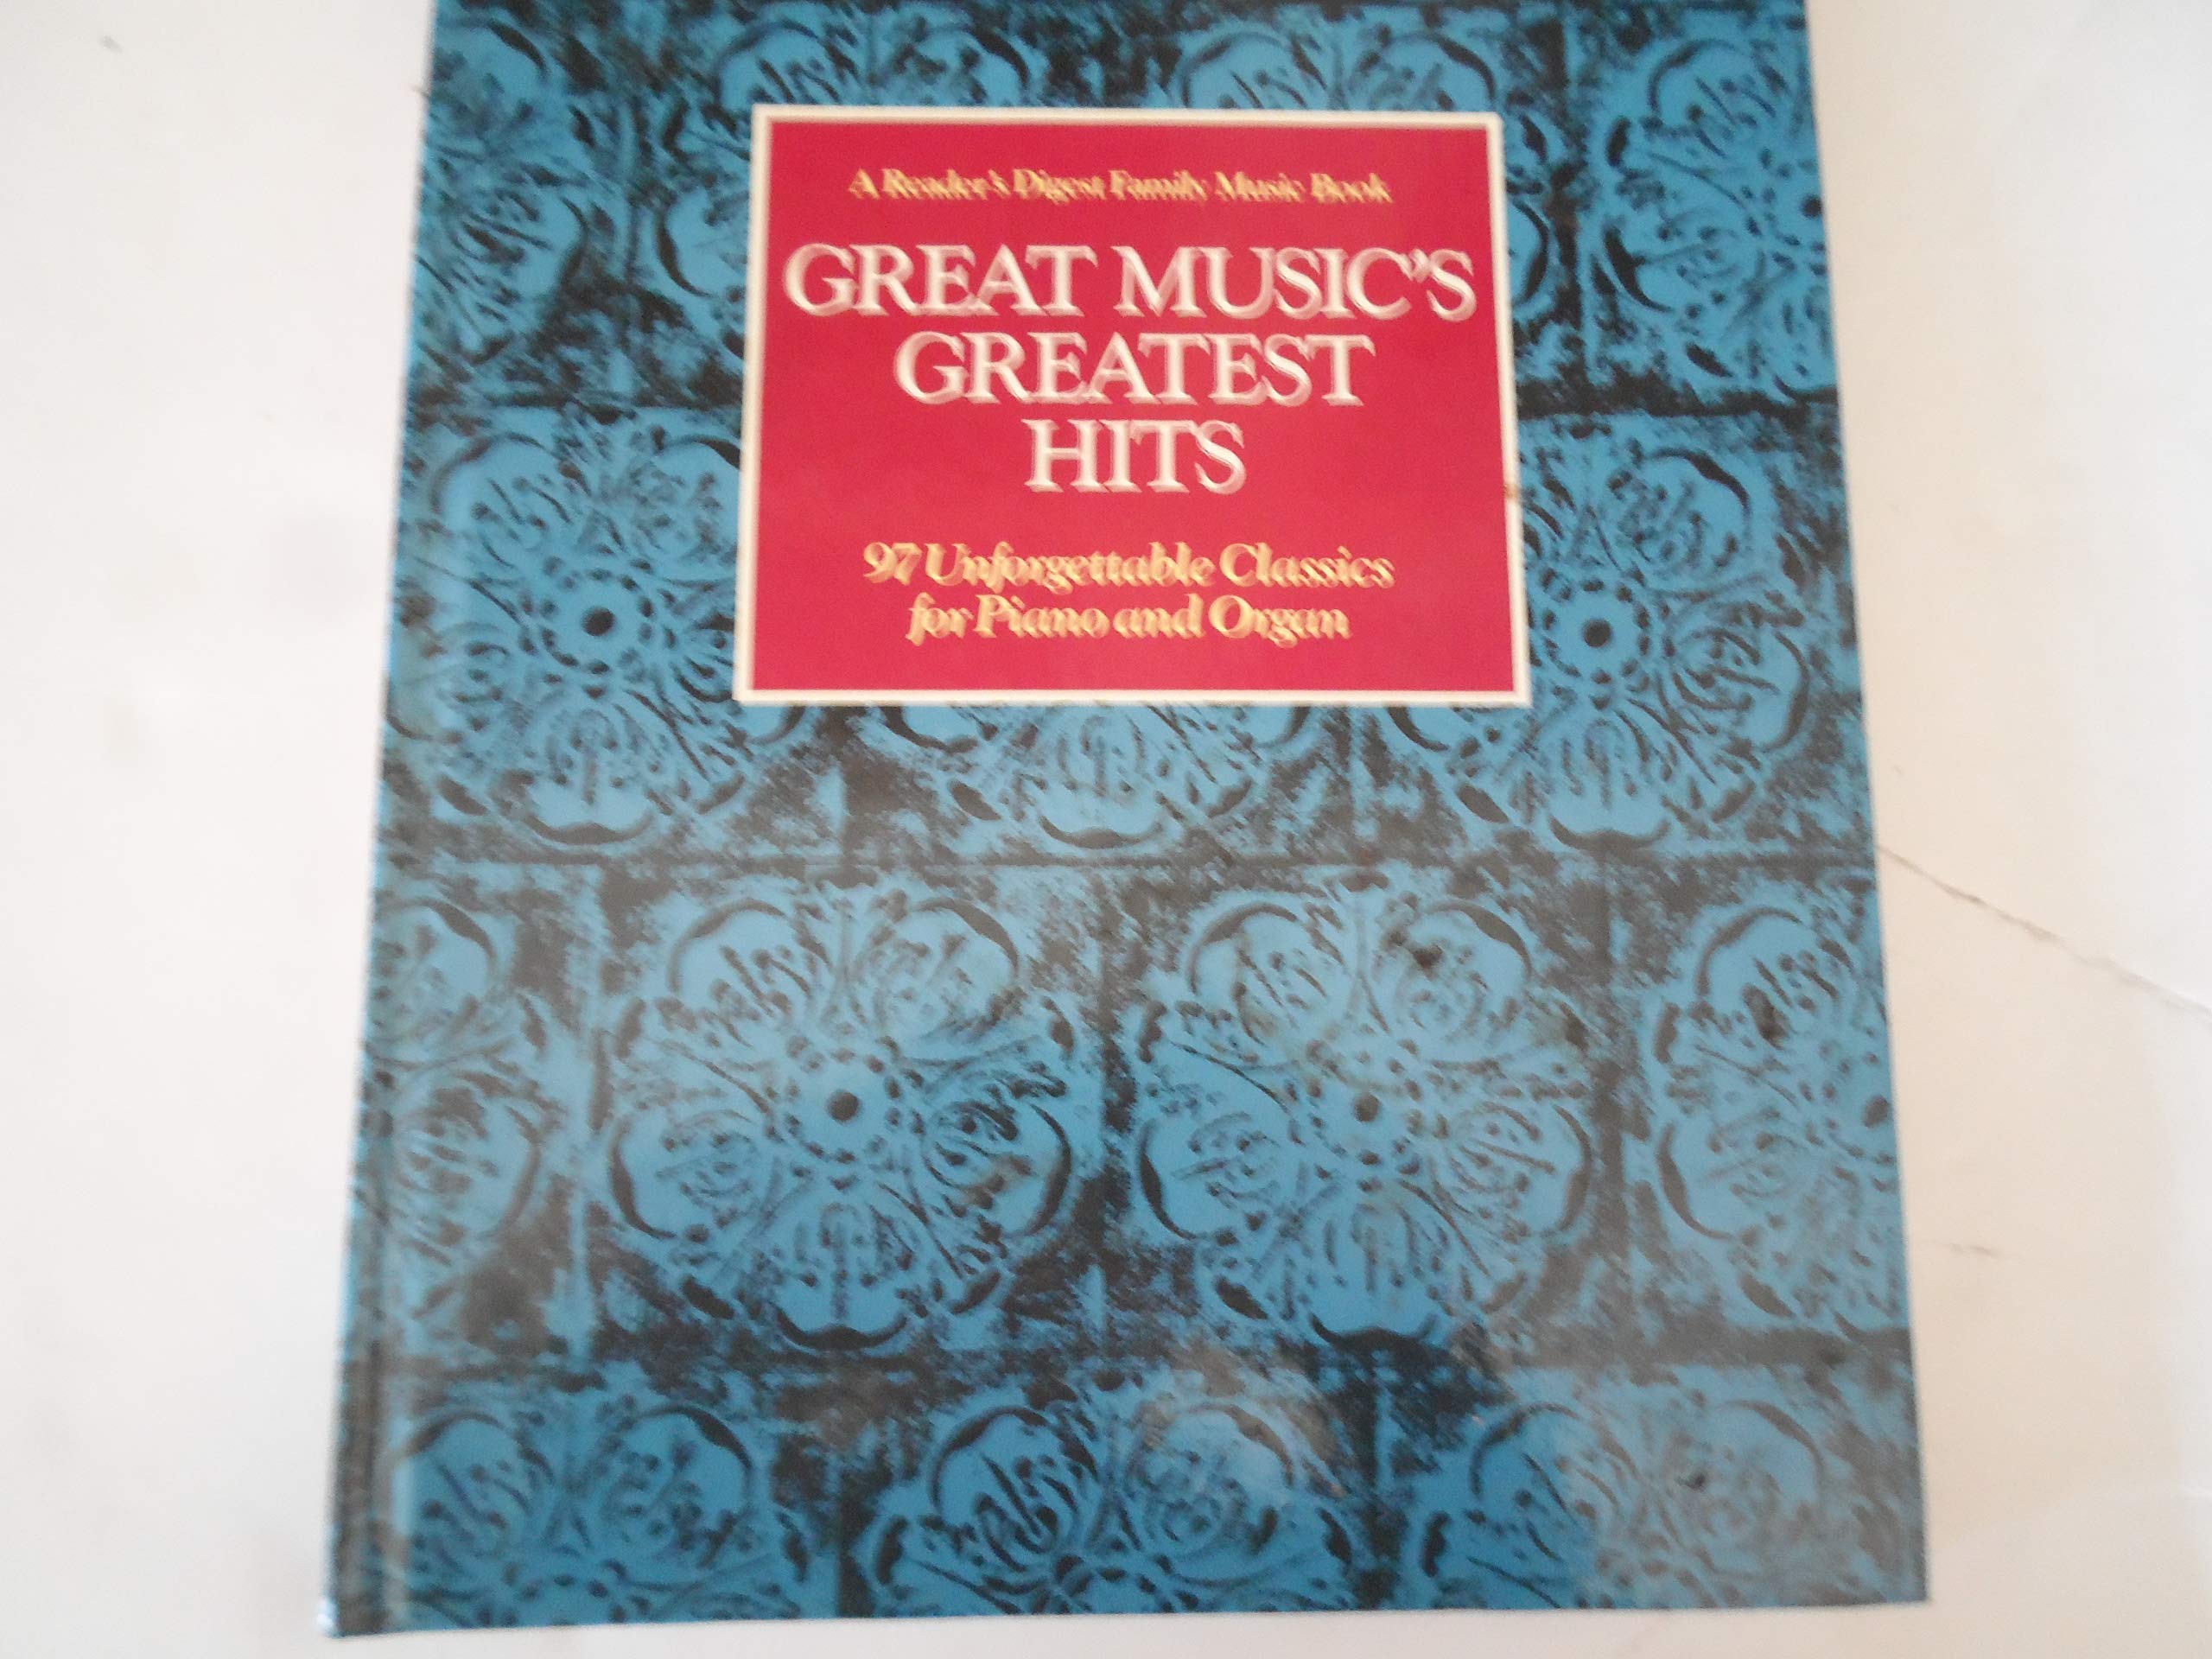 A Reader's Digest Family Music Book
GREAT MUSIC'S
GREATEST
HITS
97 Unforgettable Classics
for Piano and Organ